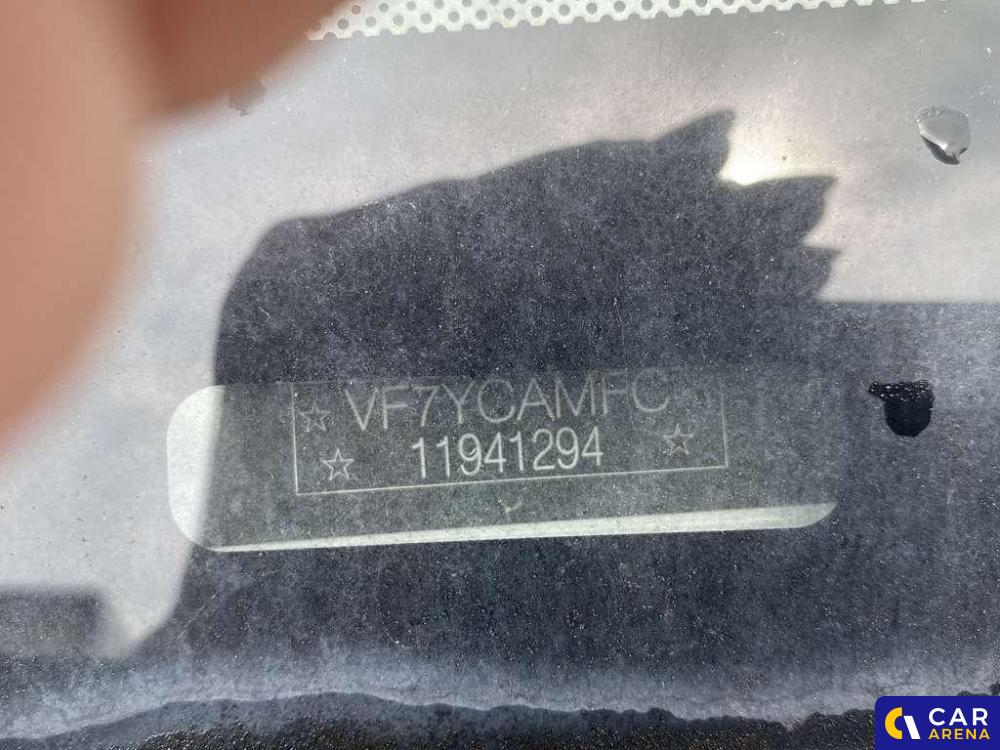 ☆ VF7YCAMFC
☆ 11941294 ☆
CAR
ARENA